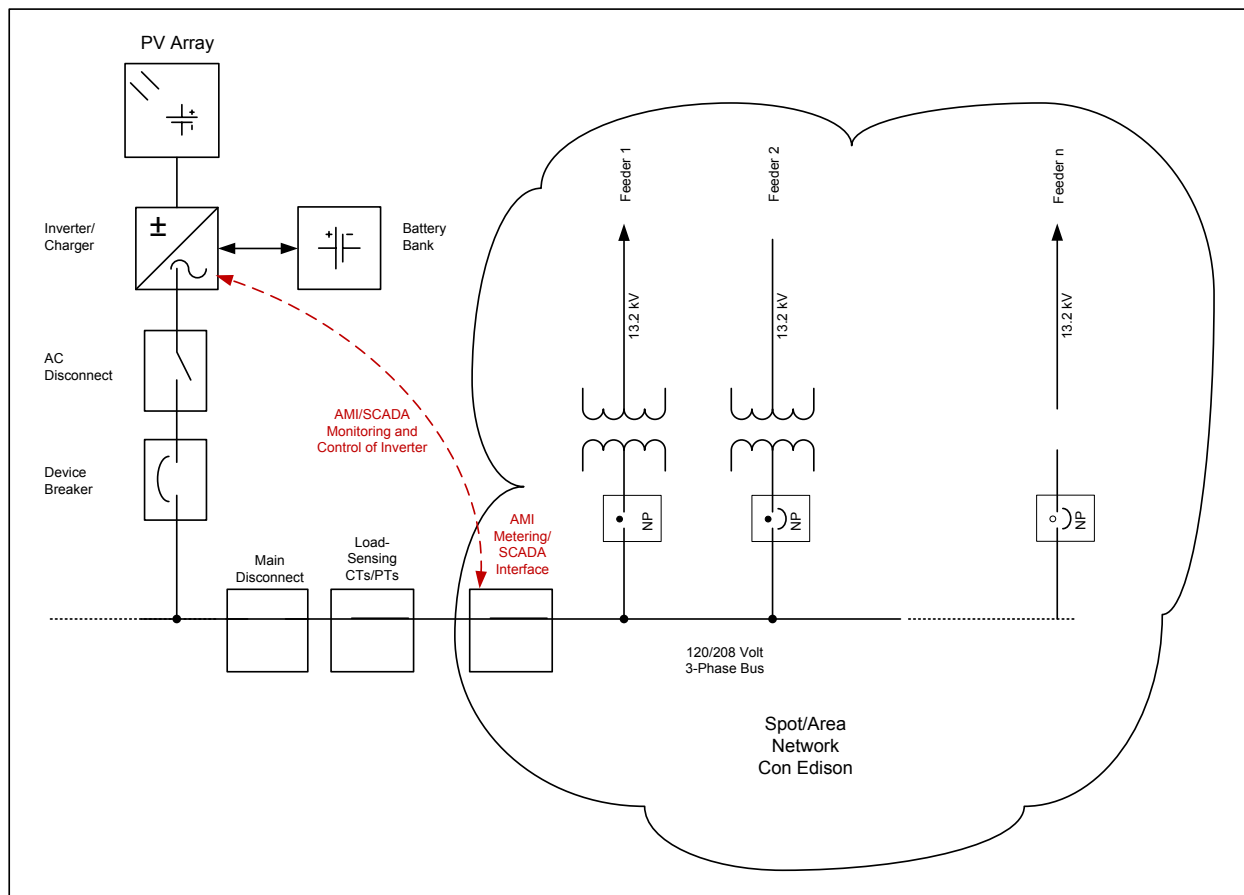 PV Array
Inverter/
Charger
±
+
-
Battery
Bank
AC
Disconnect
Device
Breaker
AMI/SCADA
Monitoring and
Control of Inverter
Main
Disconnect
Load-
Sensing
CTs/PTs
AMI
Metering/
SCADA
Interface
Feeder 1
13.2 kV
NP
Feeder 2
13.2 kV
NP
Feeder n
13.2 kV
NP
120/208 Volt
3-Phase Bus
Spot/Area
Network
Con Edison